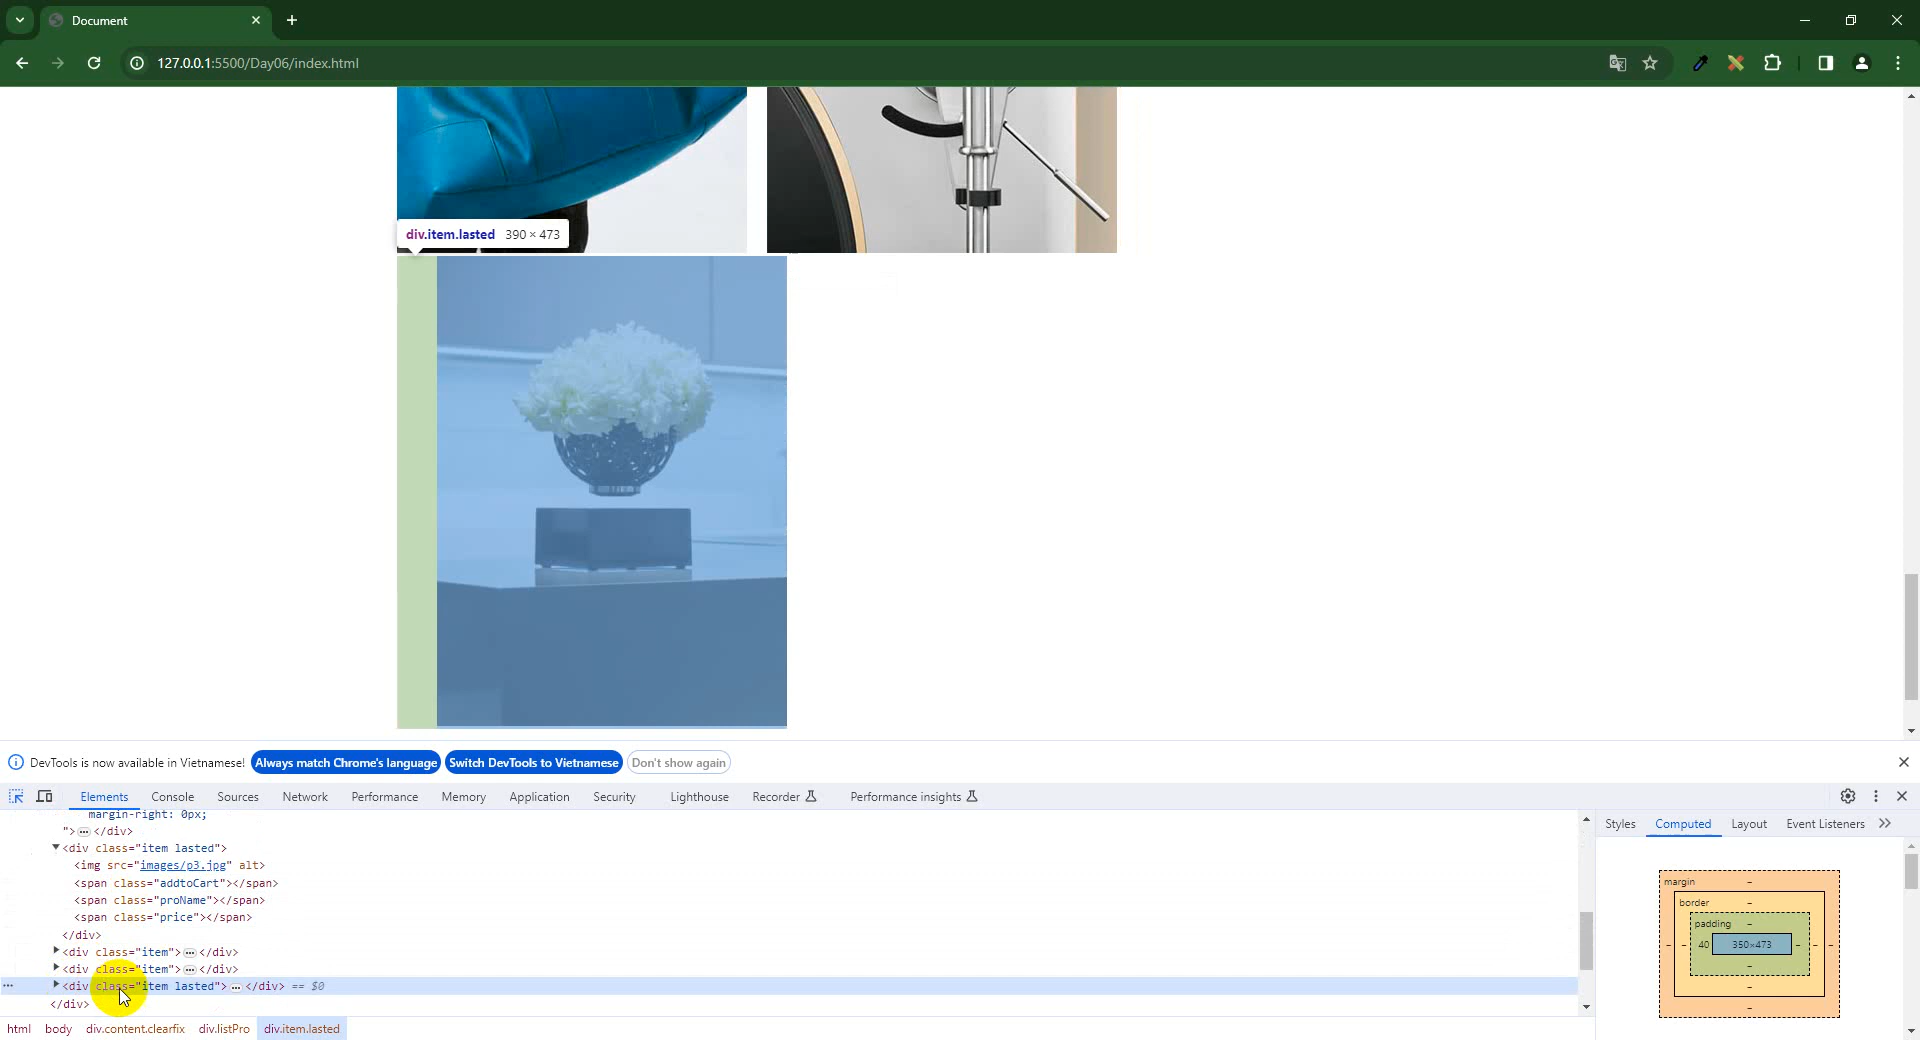 Document
127.0.0.1:5500/Day06/index.html
div.item.lasted 390 × 473
DevTools is now available in Vietnamese! Always match Chrome's language Switch DevTools to Vietnamese Don't show again
Elements Console Sources Network Performance Memory Application Security Lighthouse Recorder Performance insights
margin-right: 0px;
">… </div>
<div class="item lasted">
<img src="images/p3.jpg" alt>
<span class="addtoCart"></span>
<span class="proName"></span>
<span class="price"></span>
</div>
<div class="item">… </div>
<div class="item">… </div>
<div class="item lasted">… </div> == $0
</div>
html body div.content.clearfix div.listPro div.item.lasted
Styles Computed Layout Event Listeners
margin –
border –
padding –
– – 40 350×473 – – –
–
–
–